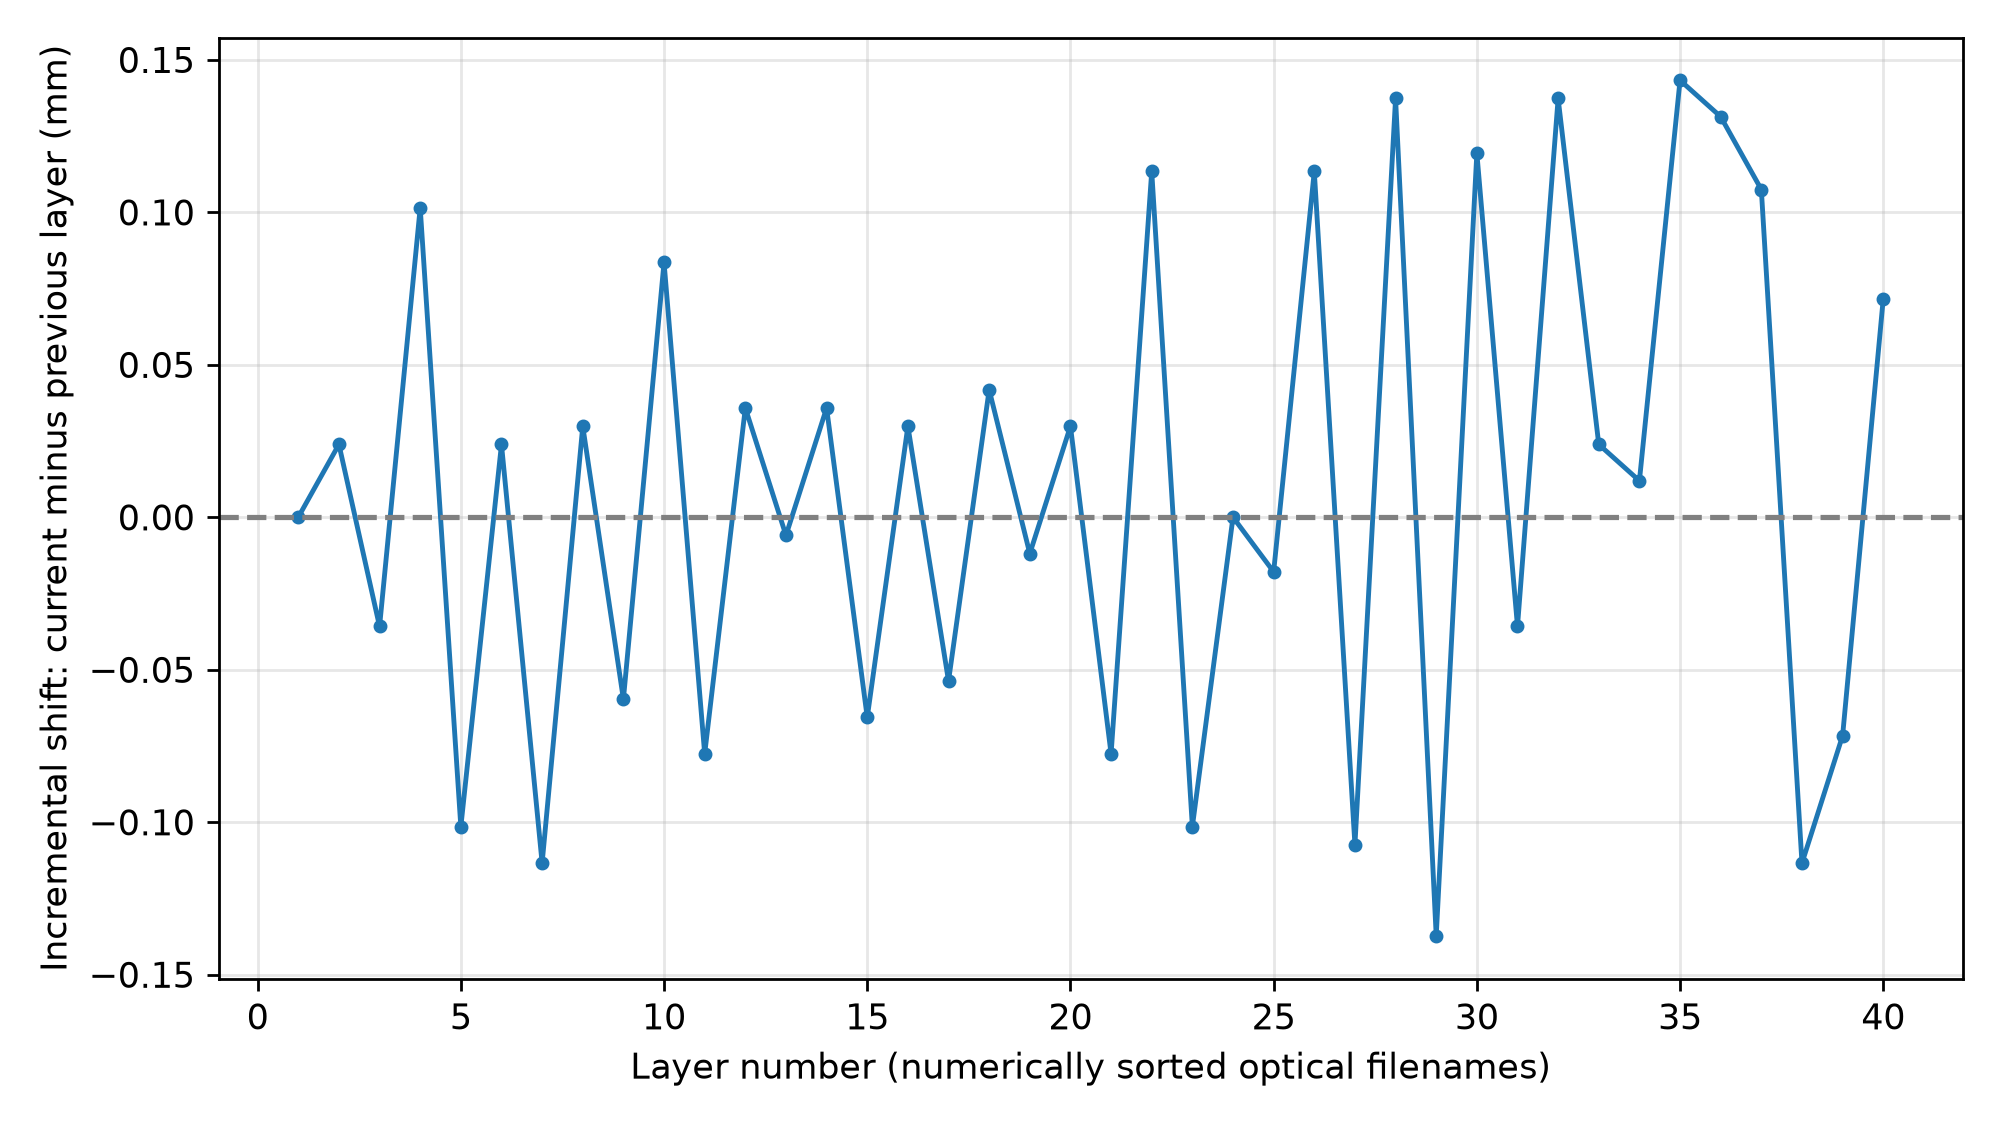 Incremental shift: current minus previous layer (mm)
0.15
0.10
0.05
0.00
−0.05
−0.10
−0.15
0 5 10 15 20 25 30 35 40
Layer number (numerically sorted optical filenames)